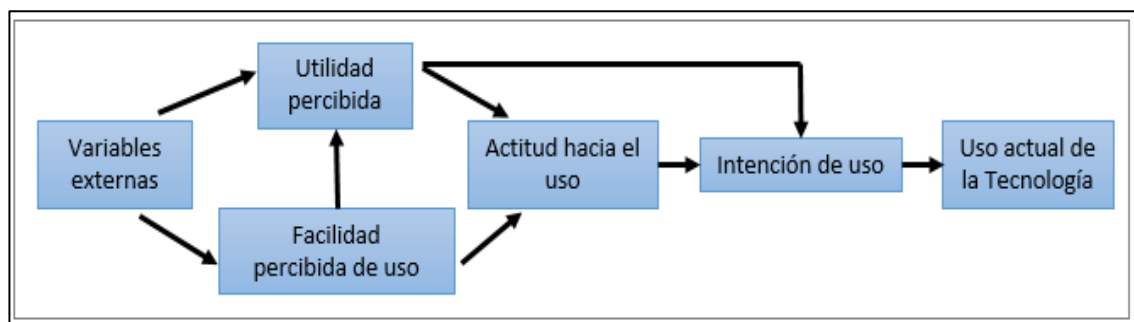 Utilidad
percibida
Variables
externas
Actitud hacia el
uso
Intención de uso
Uso actual de
la Tecnología
Facilidad
percibida de uso